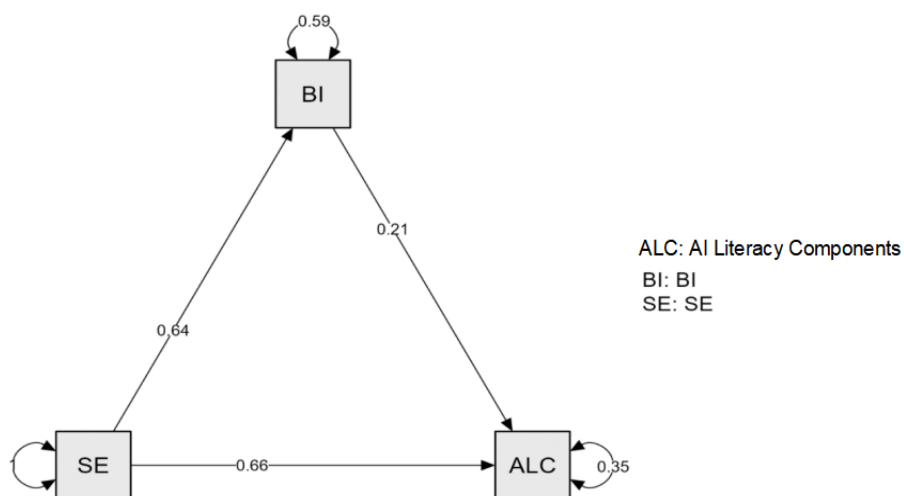 0.59
BI
0.21
ALC: AI Literacy Components
BI: BI
SE: SE
0.64
1
SE
0.66
ALC
0.35